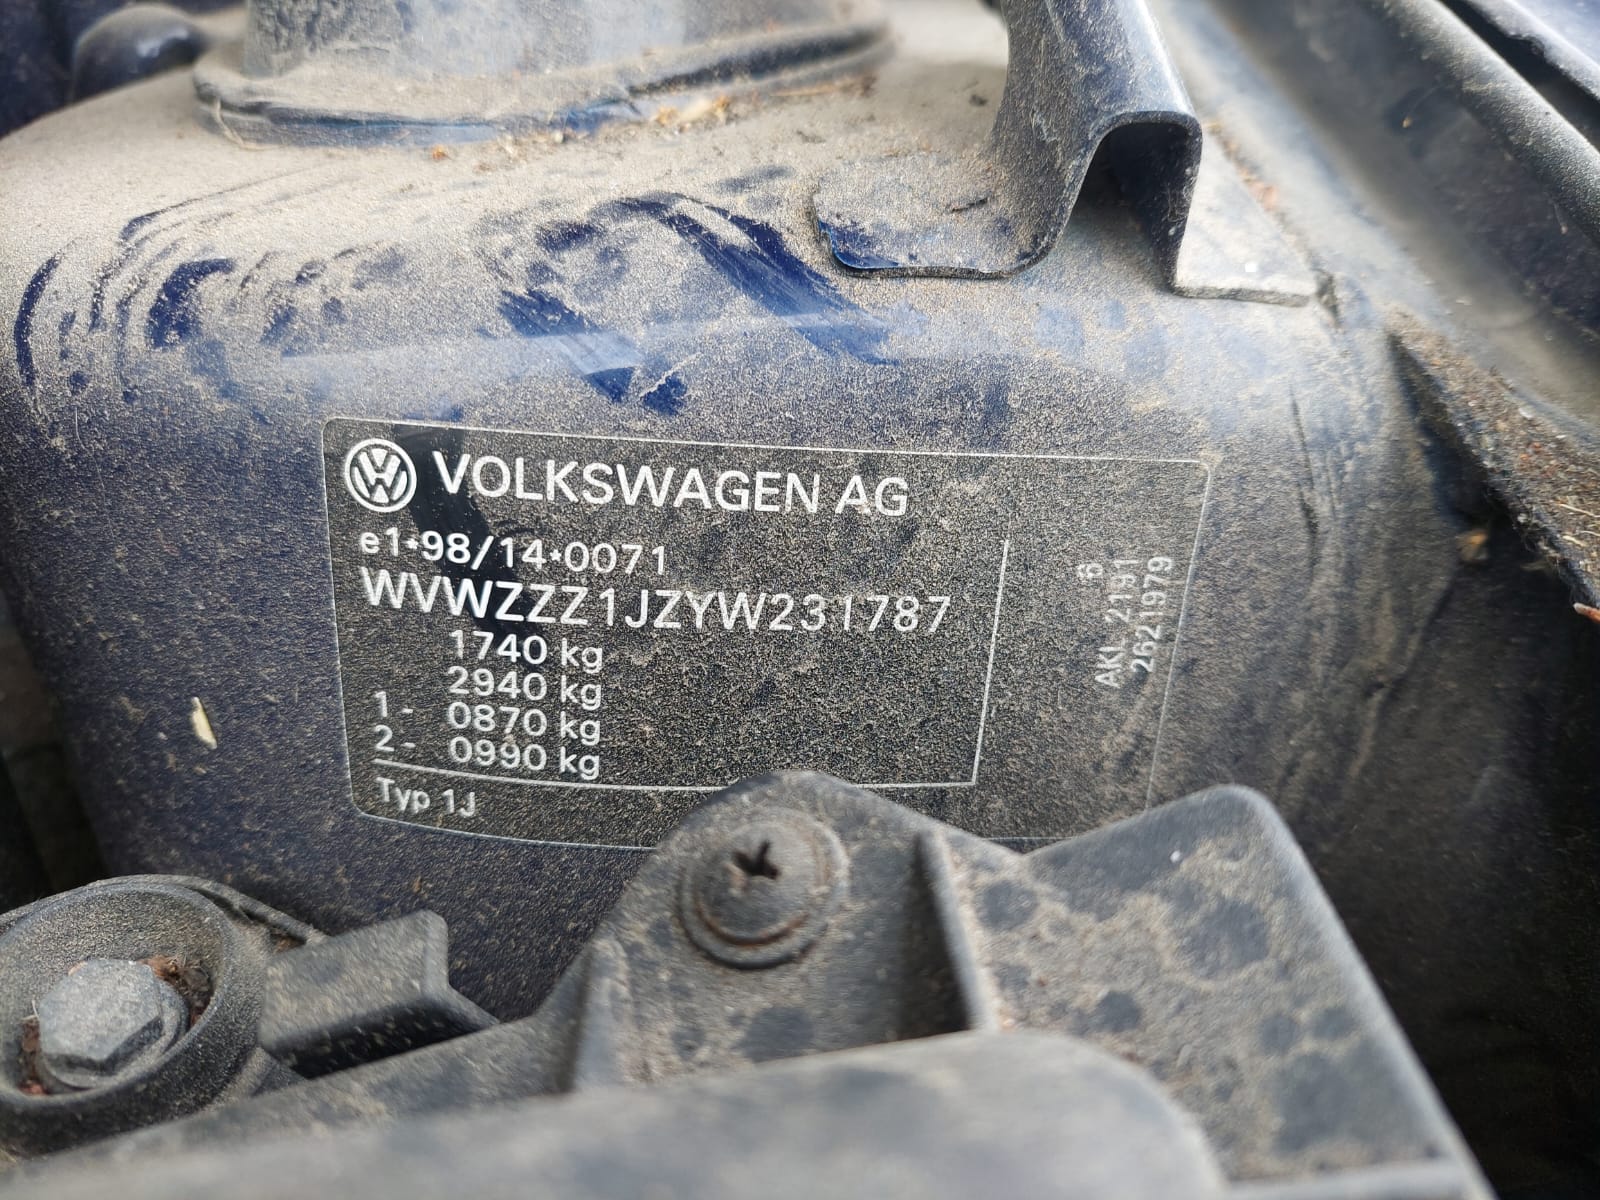 VOLKSWAGEN AG
e1*98/14*0071
WVWZZZ1JZYW231787
1740 kg
2940 kg
1- 0870 kg
2- 0990 kg
Typ 1J
6
AKL 2191
2621979